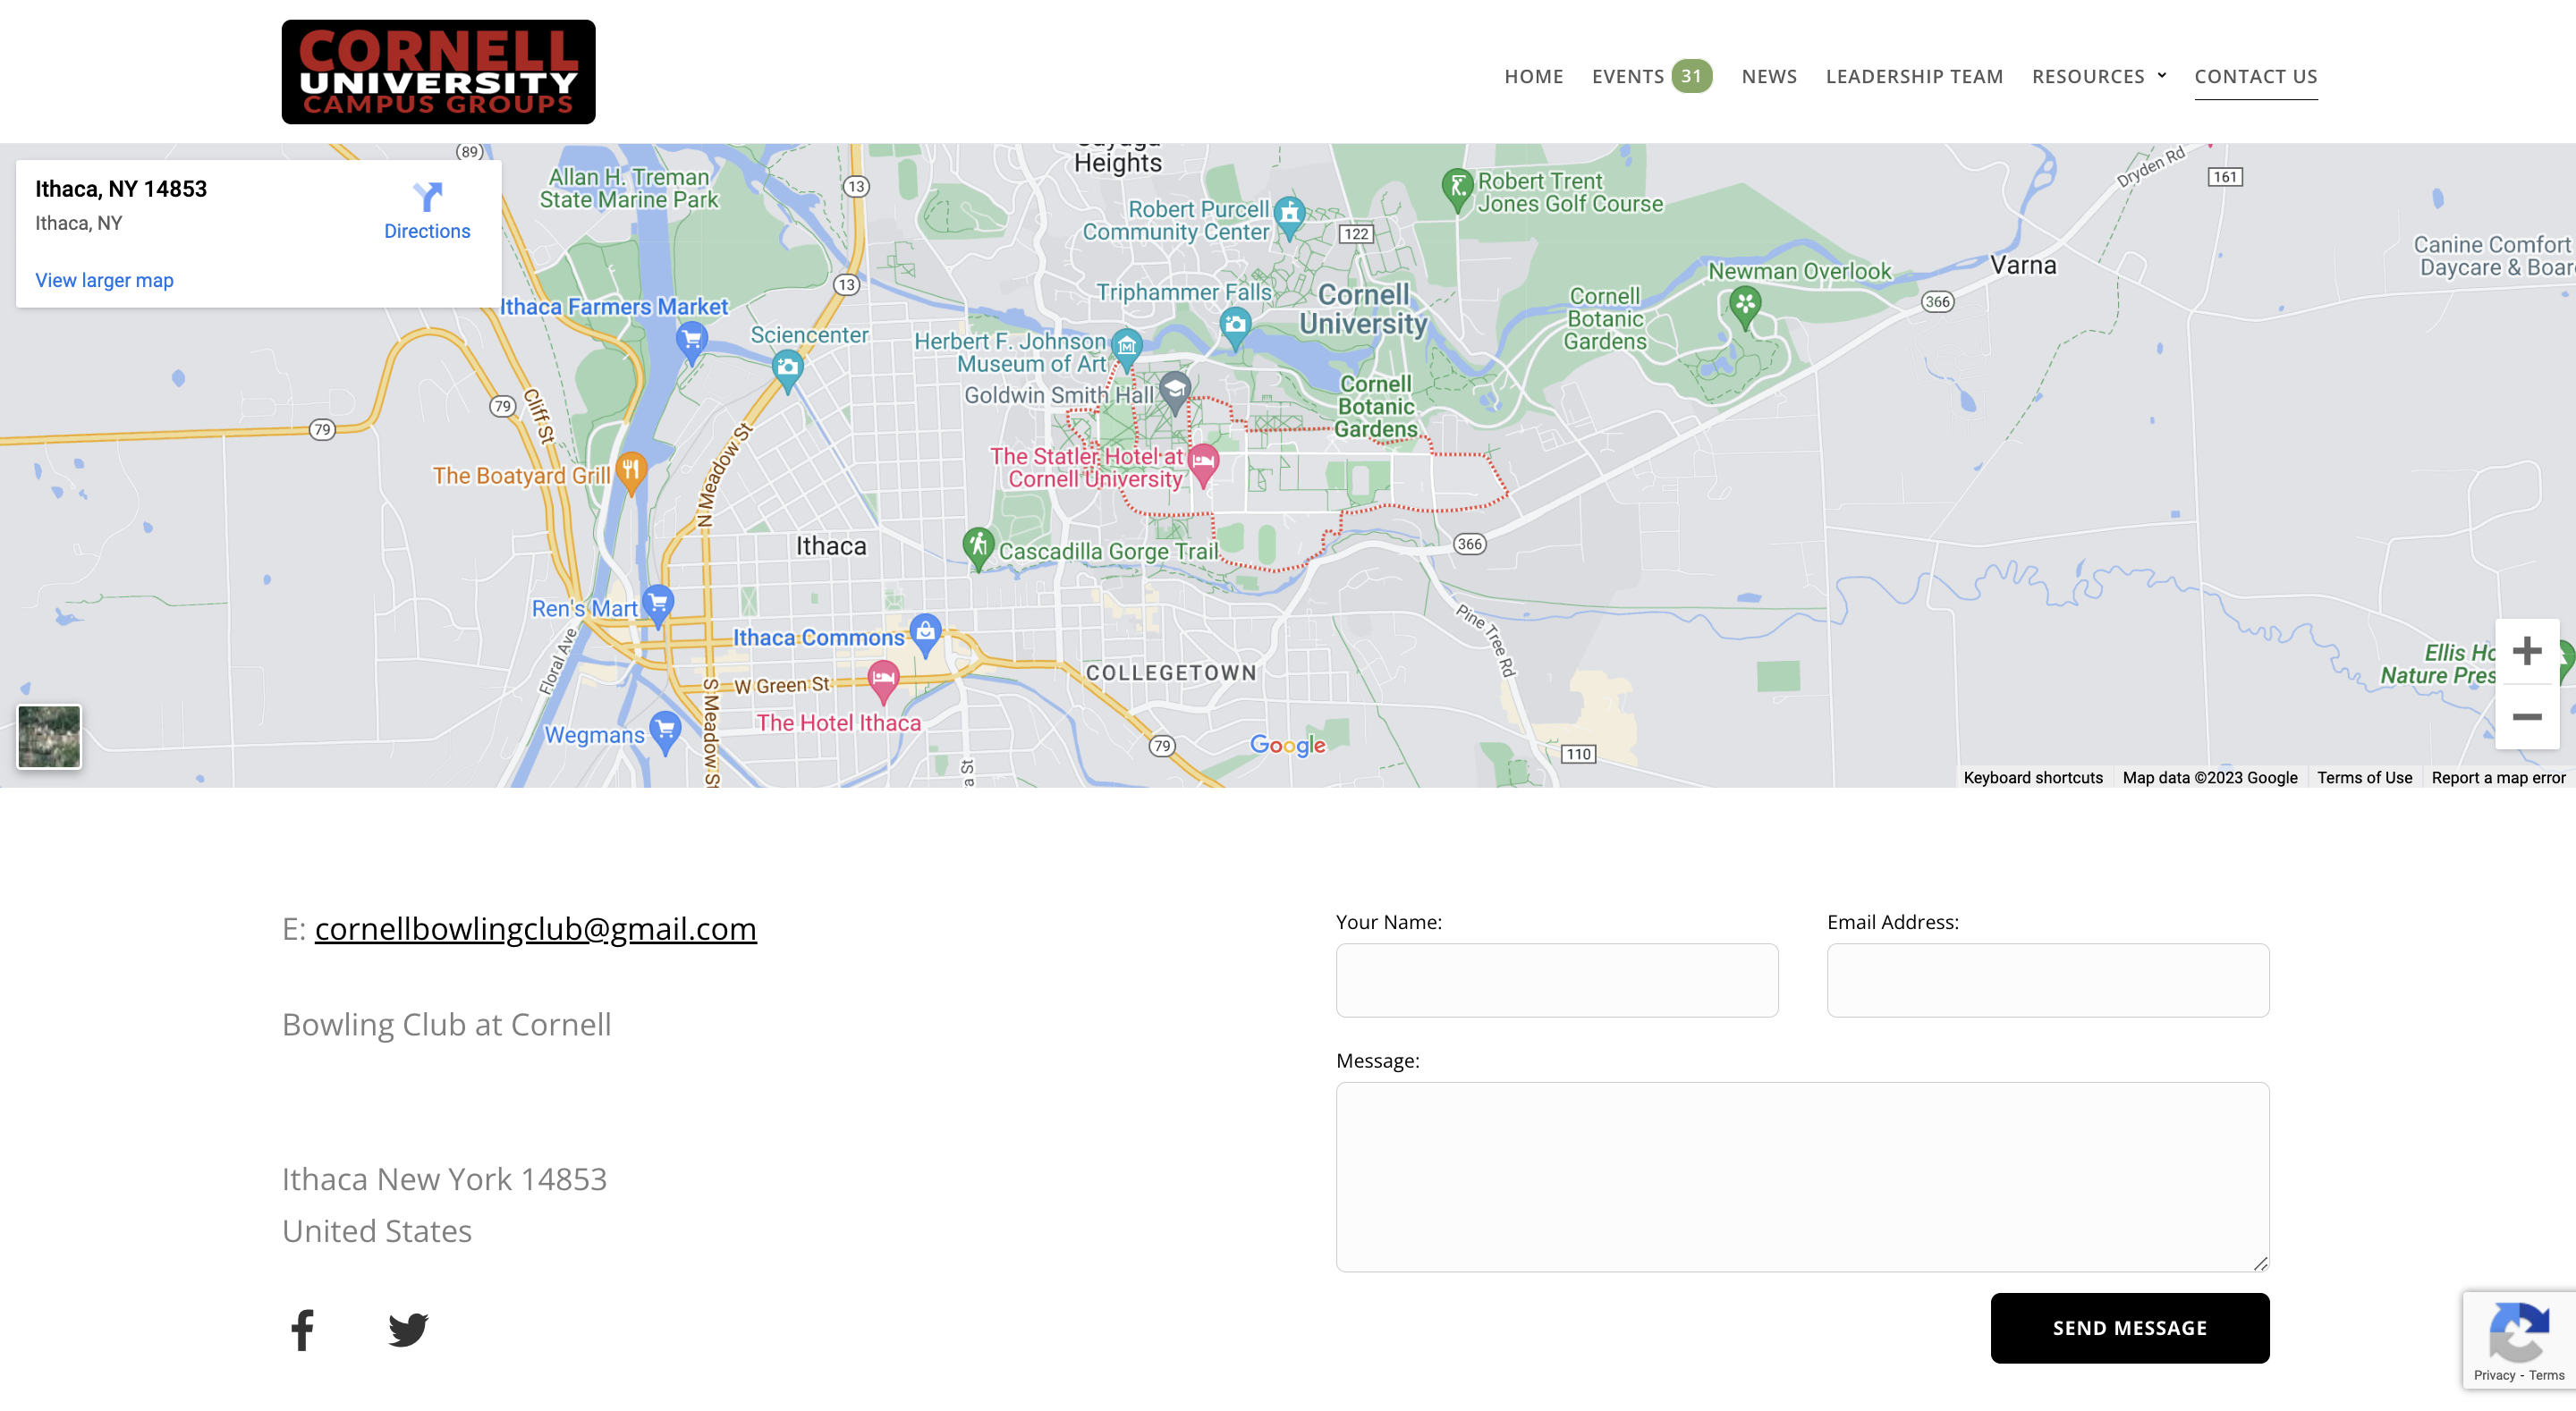 CORNELL
UNIVERSITY
CAMPUS GROUPS
HOME EVENTS 31 NEWS LEADERSHIP TEAM RESOURCES CONTACT US
Ithaca, NY 14853
Ithaca, NY
Directions
View larger map
89
Allan H. Treman
State Marine Park
13
Heights
Robert Trent
Jones Golf Course
Robert Purcell
Community Center
122
Dryden Rd
161
Canine Comfort
Daycare &
Varna
Newman Overlook
366
13
Ithaca Farmers Market
Sciencenter
Triphammer Falls
Cornell
University
Cornell
Botanic
Gardens
Herbert F. Johnson
Museum of Art
Goldwin Smith Hall
Cornell
Botanic
Gardens
79
79
Cliff St
N Meadow St
The Boatyard Grill
The Statler Hotel at
Cornell University
Ithaca
Cascadilla Gorge Trail
366
Ren's Mart
Ithaca Commons
Floral Ave
Pine Tree Rd
COLLEGETOWN
W Green St
S Meadow St
The Hotel Ithaca
Wegmans
79
Google
110
Ellis
Nature
Keyboard shortcuts Map data ©2023 Google Terms of Use Report a map error
E: cornellbowlingclub@gmail.com
Bowling Club at Cornell
Ithaca New York 14853
United States
Your Name:
Email Address:
Message:
SEND MESSAGE
Privacy - Terms